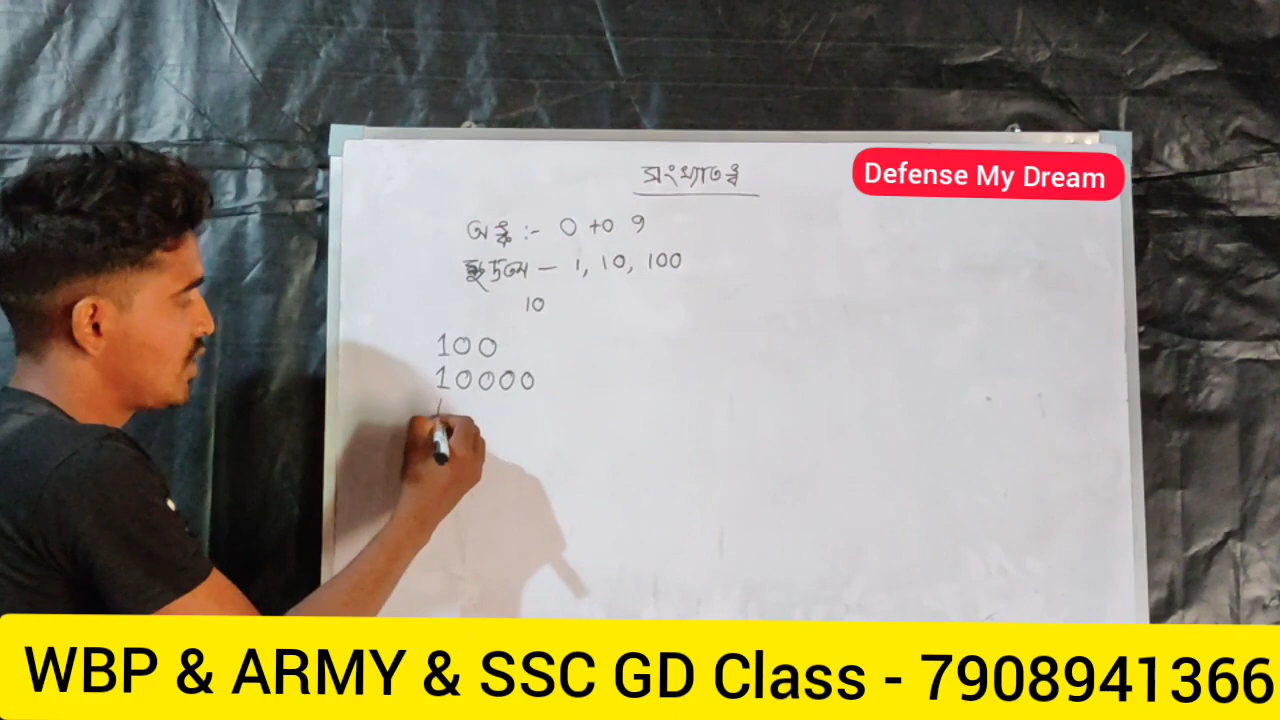 সংখ্যাতত্ত্ব
Defense My Dream
অঙ্ক :- 0 to 9
ক্ষুদ্রতম — 1, 10, 100
10
100
10000
WBP & ARMY & SSC GD Class - 7908941366